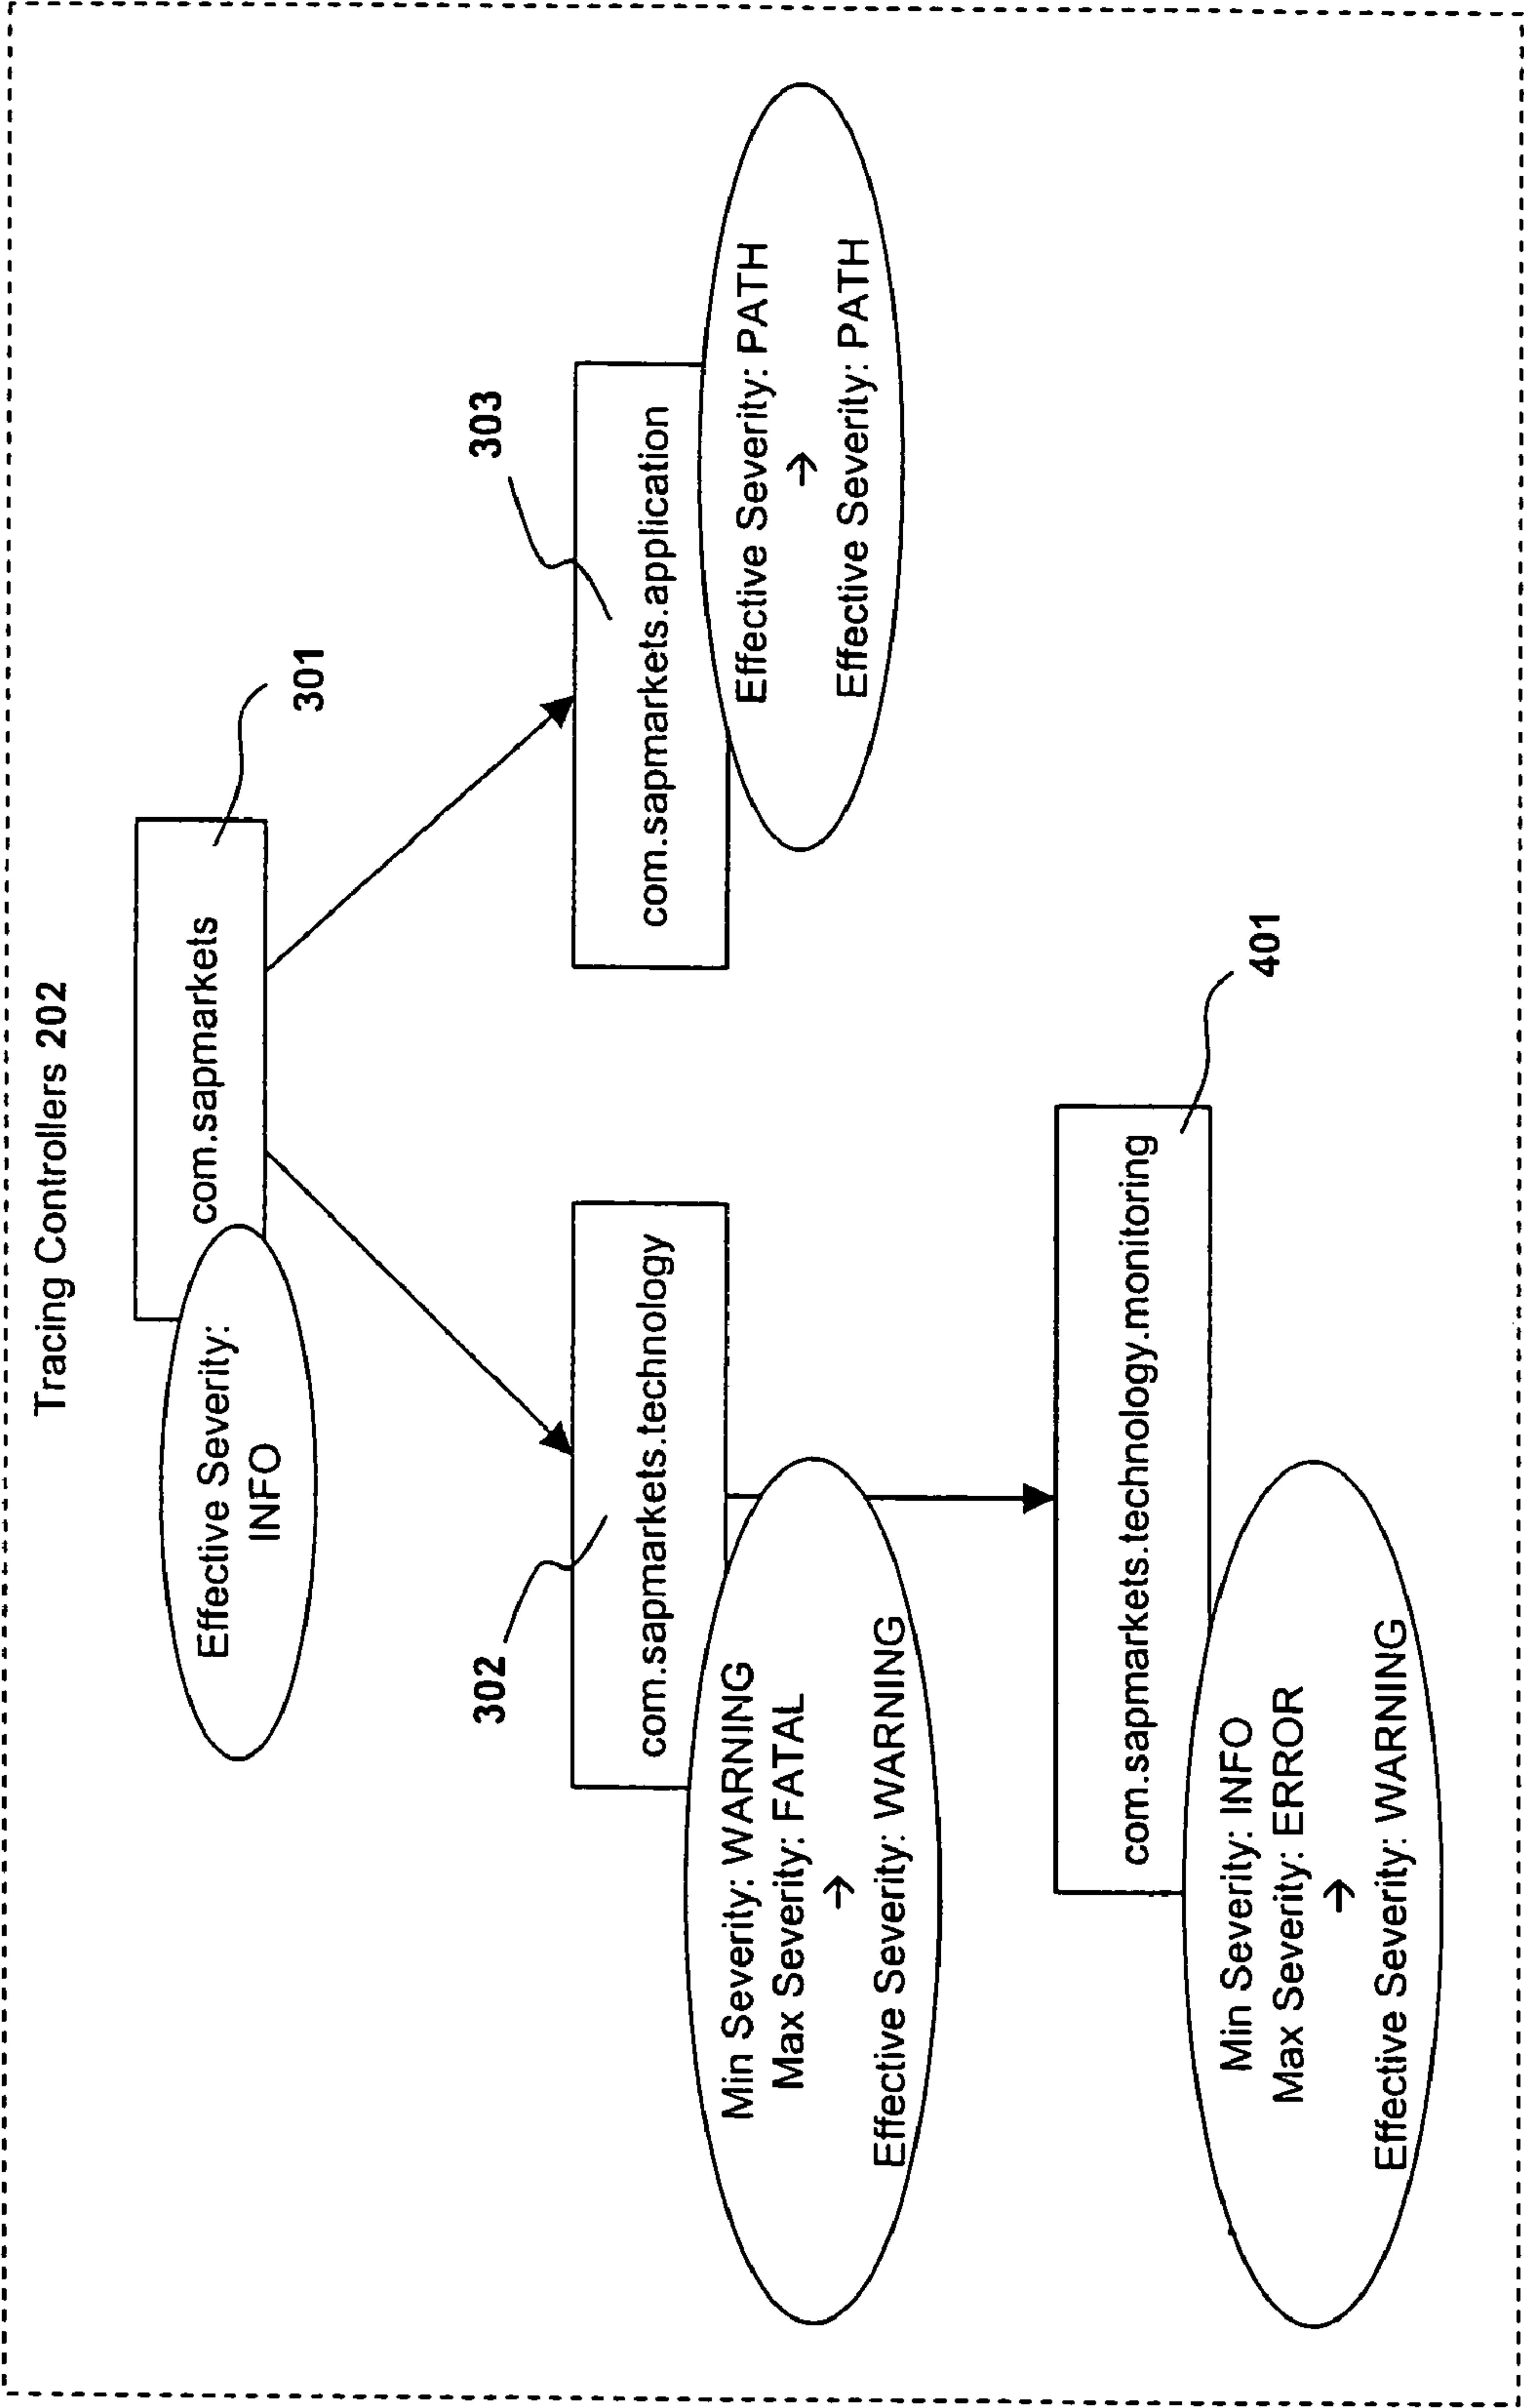 Tracing Controllers 202
com.sapmarkets
301
Effective Severity:
INFO
302
com.sapmarkets.technology
Min Severity: WARNING
Max Severity: FATAL
→
Effective Severity: WARNING
303
com.sapmarkets.application
Effective Severity: PATH
→
Effective Severity: PATH
com.sapmarkets.technology.monitoring
401
Min Severity: INFO
Max Severity: ERROR
→
Effective Severity: WARNING